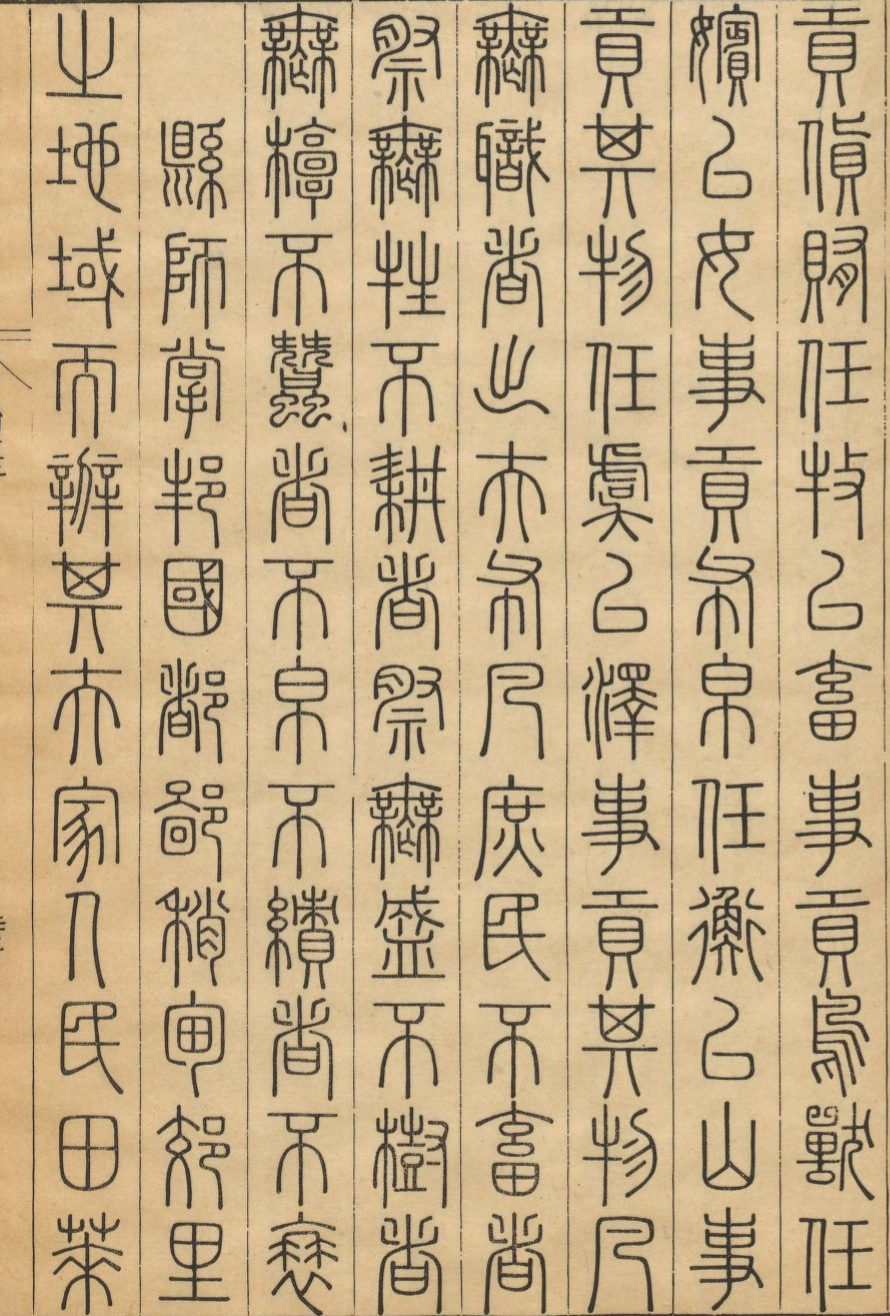 貢貨賄任牧以畜事貢鳥獸任
嬪以女事貢布帛任衡以山事
貢其物任虞以澤事貢其物凡
無職者出夫布凡庶民不畜者
祭無牲不耕者祭無盛不樹者
無椁不蠶者不帛不績者不衰
縣師掌邦國都鄙稍甸郊里
之地域而辨其夫家人民田萊